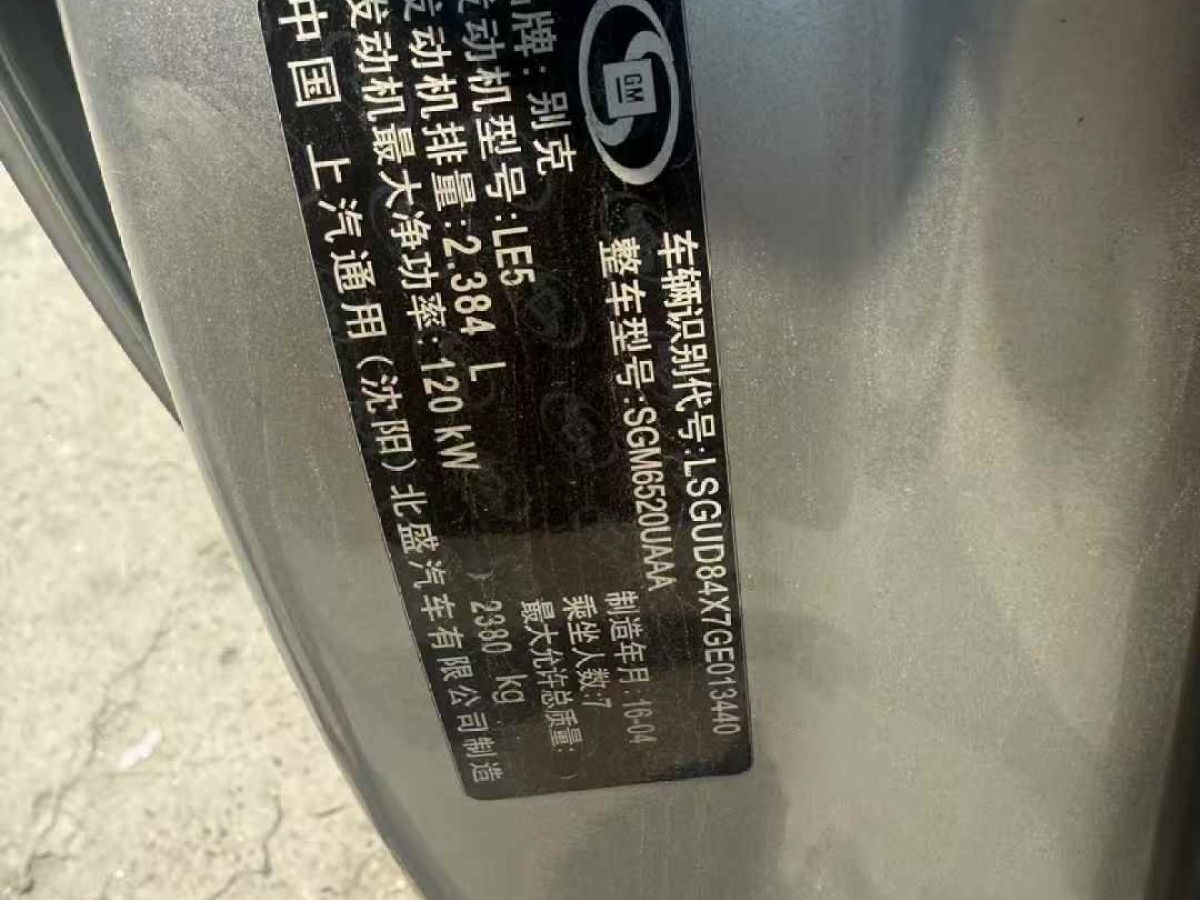 GM
车辆识别代号:LSGUD84X7GE013440
整车型号:SGM6520UAAA
制造年月:16-04
品牌:别克
乘坐人数:7
发动机型号:LE5
最大允许总质量:
发动机排量:2.384 L
2380 kg
发动机最大净功率:120 kW
中国 上汽通用(沈阳)北盛汽车有限公司制造